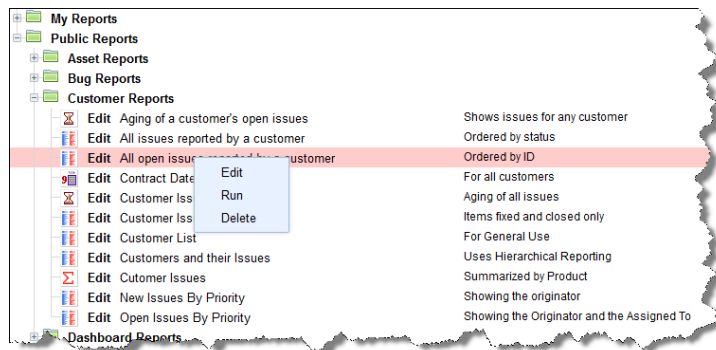 My Reports
Public Reports
Asset Reports
Bug Reports
Customer Reports
Edit Aging of a customer's open issues Shows issues for any customer
Edit All issues reported by a customer Ordered by status
Edit All open issues reported by a customer Ordered by ID
Edit Contract Date For all customers
Edit Customer Iss Aging of all issues
Edit Customer Iss Items fixed and closed only
Edit Customer List For General Use
Edit Customers and their Issues Uses Hierarchical Reporting
Edit Cutomer Issues Summarized by Product
Edit New Issues By Priority Showing the originator
Edit Open Issues By Priority Showing the Originator and the Assigned To
Dashboard Reports
Edit
Run
Delete